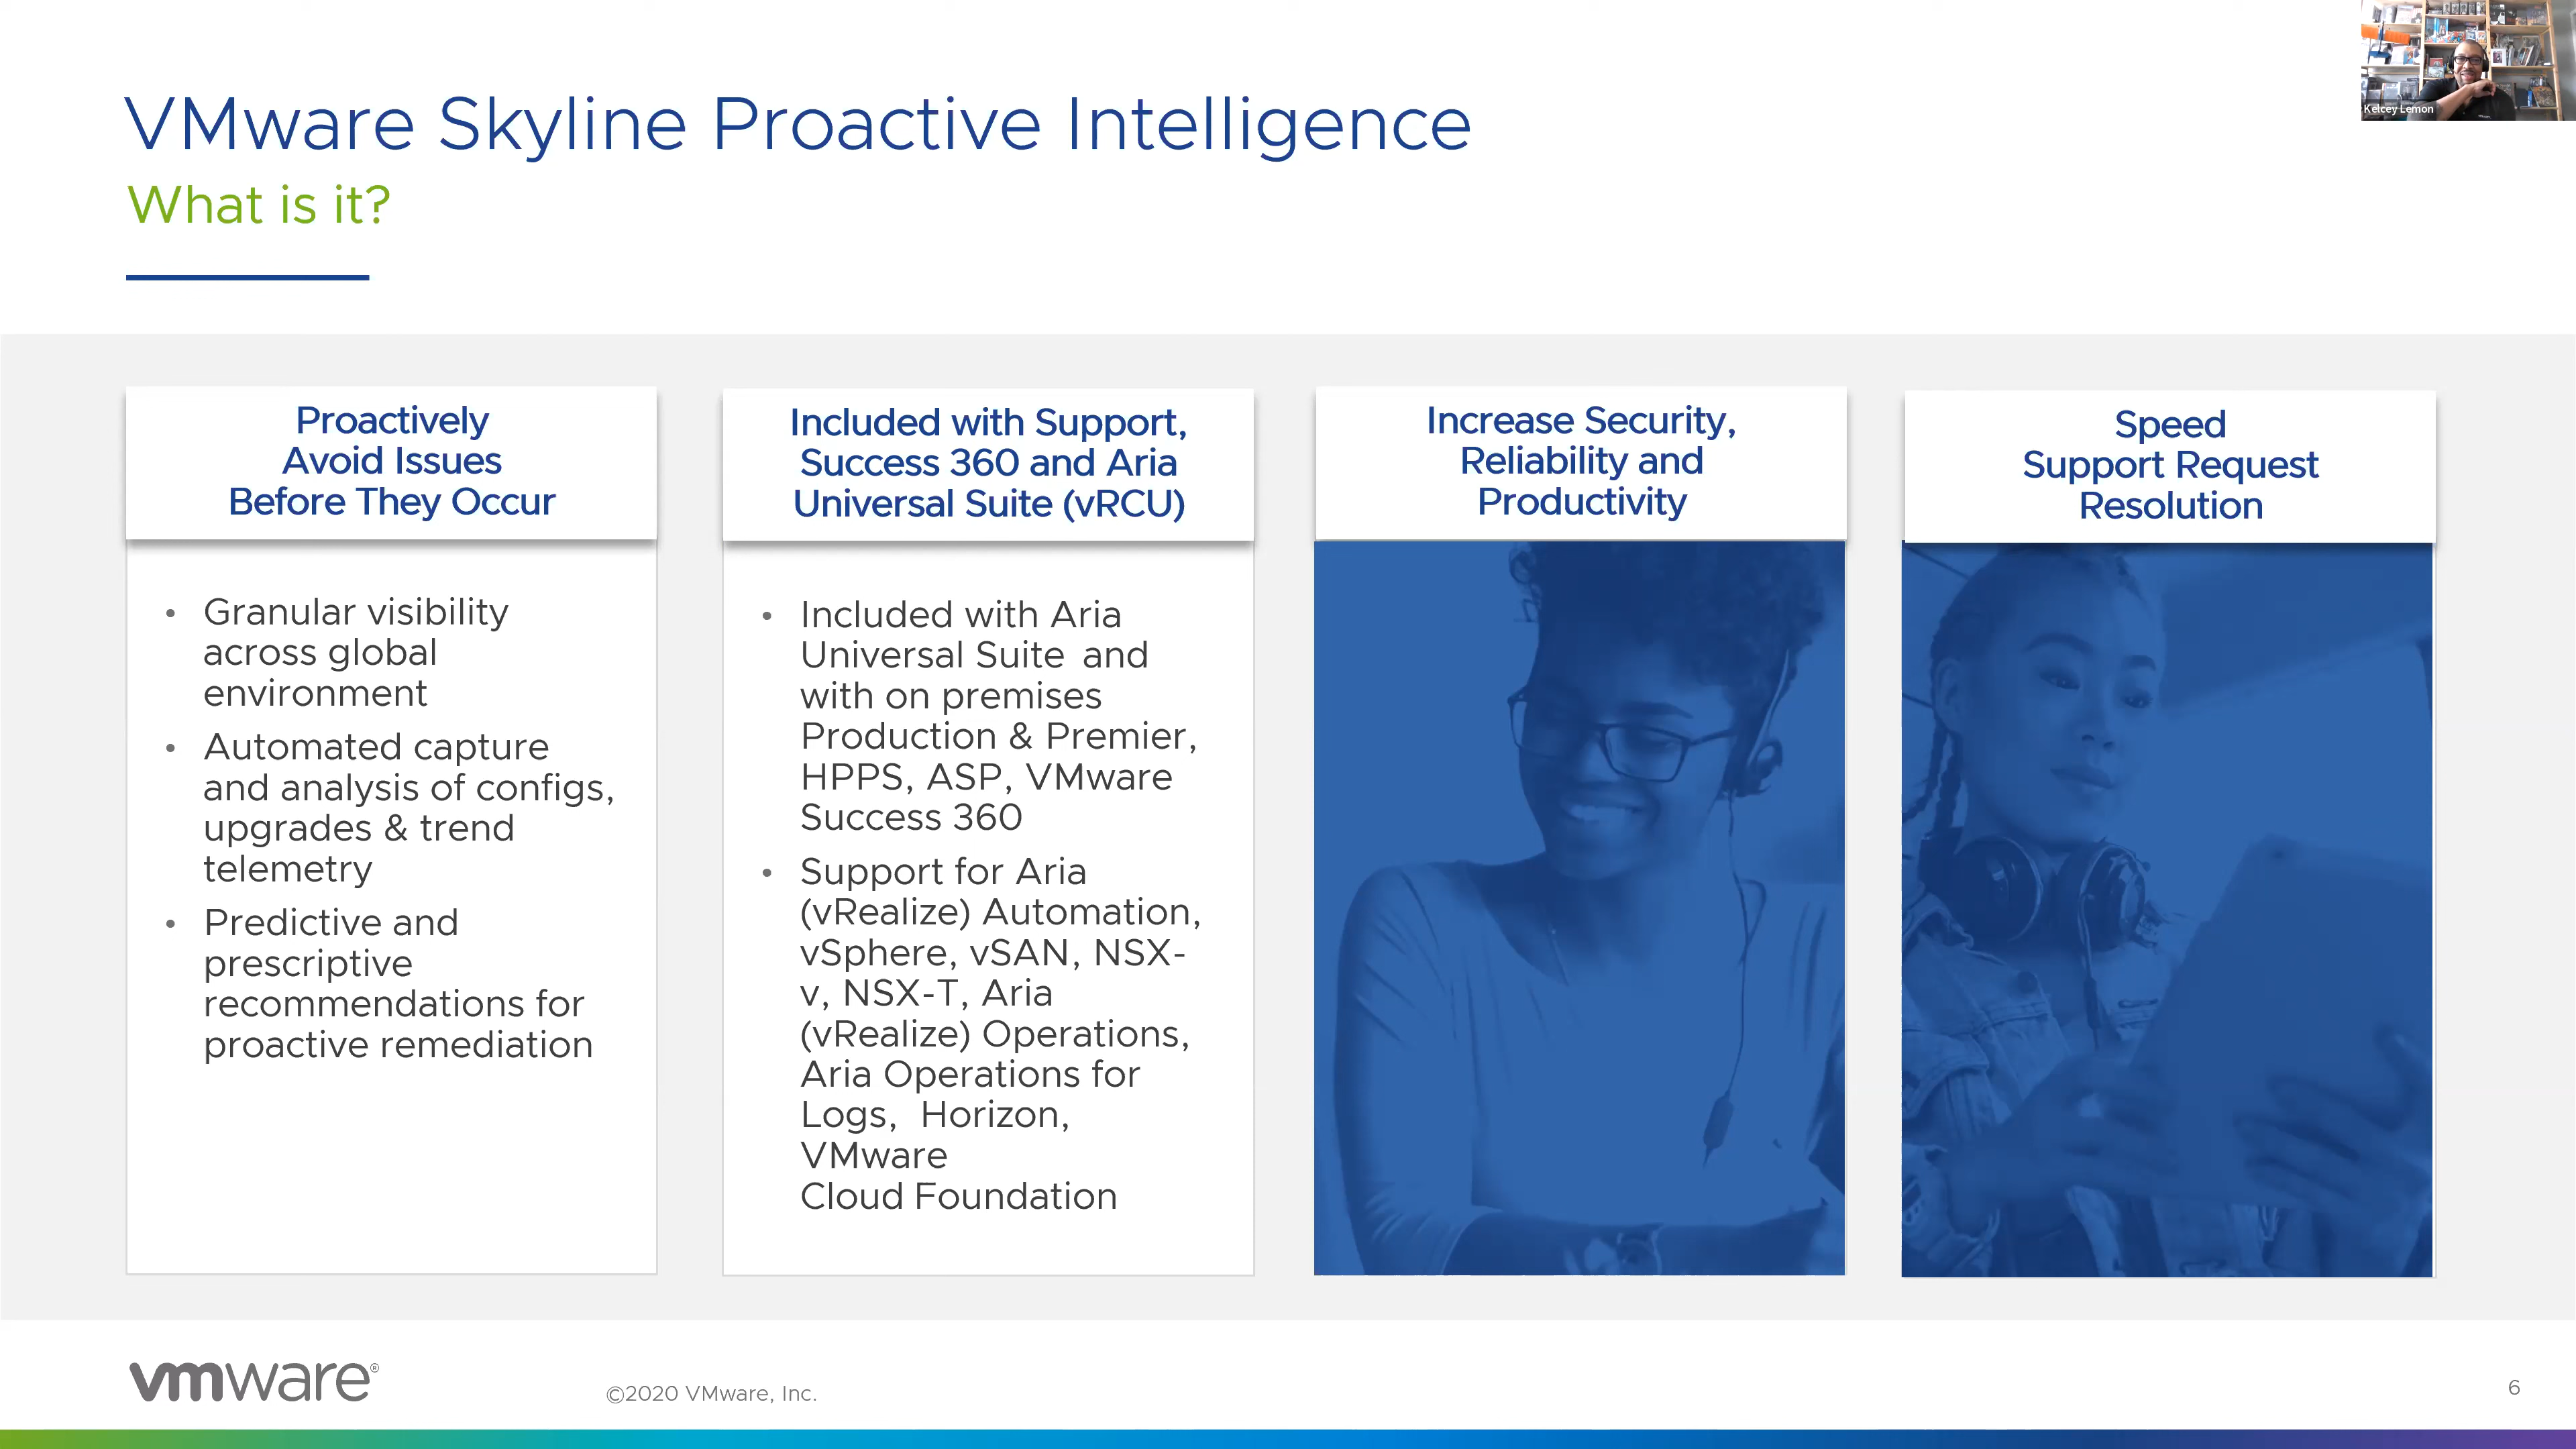 VMware Skyline Proactive Intelligence
What is it?
Kelcey Lemon
Proactively
Avoid Issues
Before They Occur
• Granular visibility
across global
environment
• Automated capture
and analysis of configs,
upgrades & trend
telemetry
• Predictive and
prescriptive
recommendations for
proactive remediation
Included with Support,
Success 360 and Aria
Universal Suite (vRCU)
• Included with Aria
Universal Suite and
with on premises
Production & Premier,
HPPS, ASP, VMware
Success 360
• Support for Aria
(vRealize) Automation,
vSphere, vSAN, NSX-
v, NSX-T, Aria
(vRealize) Operations,
Aria Operations for
Logs, Horizon,
VMware
Cloud Foundation
Increase Security,
Reliability and
Productivity
Speed
Support Request
Resolution
vmware®
©2020 VMware, Inc.
6